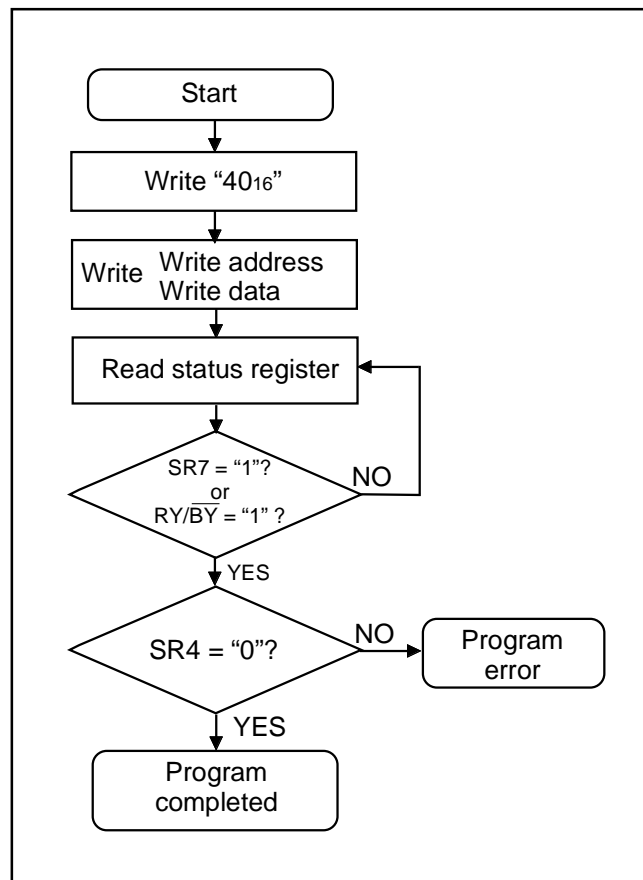 Start
Write “40₁₆”
Write Write address
Write data
Read status register
SR7 = “1”?
or
RY/B̅Y̅ = “1” ?
NO
YES
SR4 = “0”?
NO
Program
error
YES
Program
completed